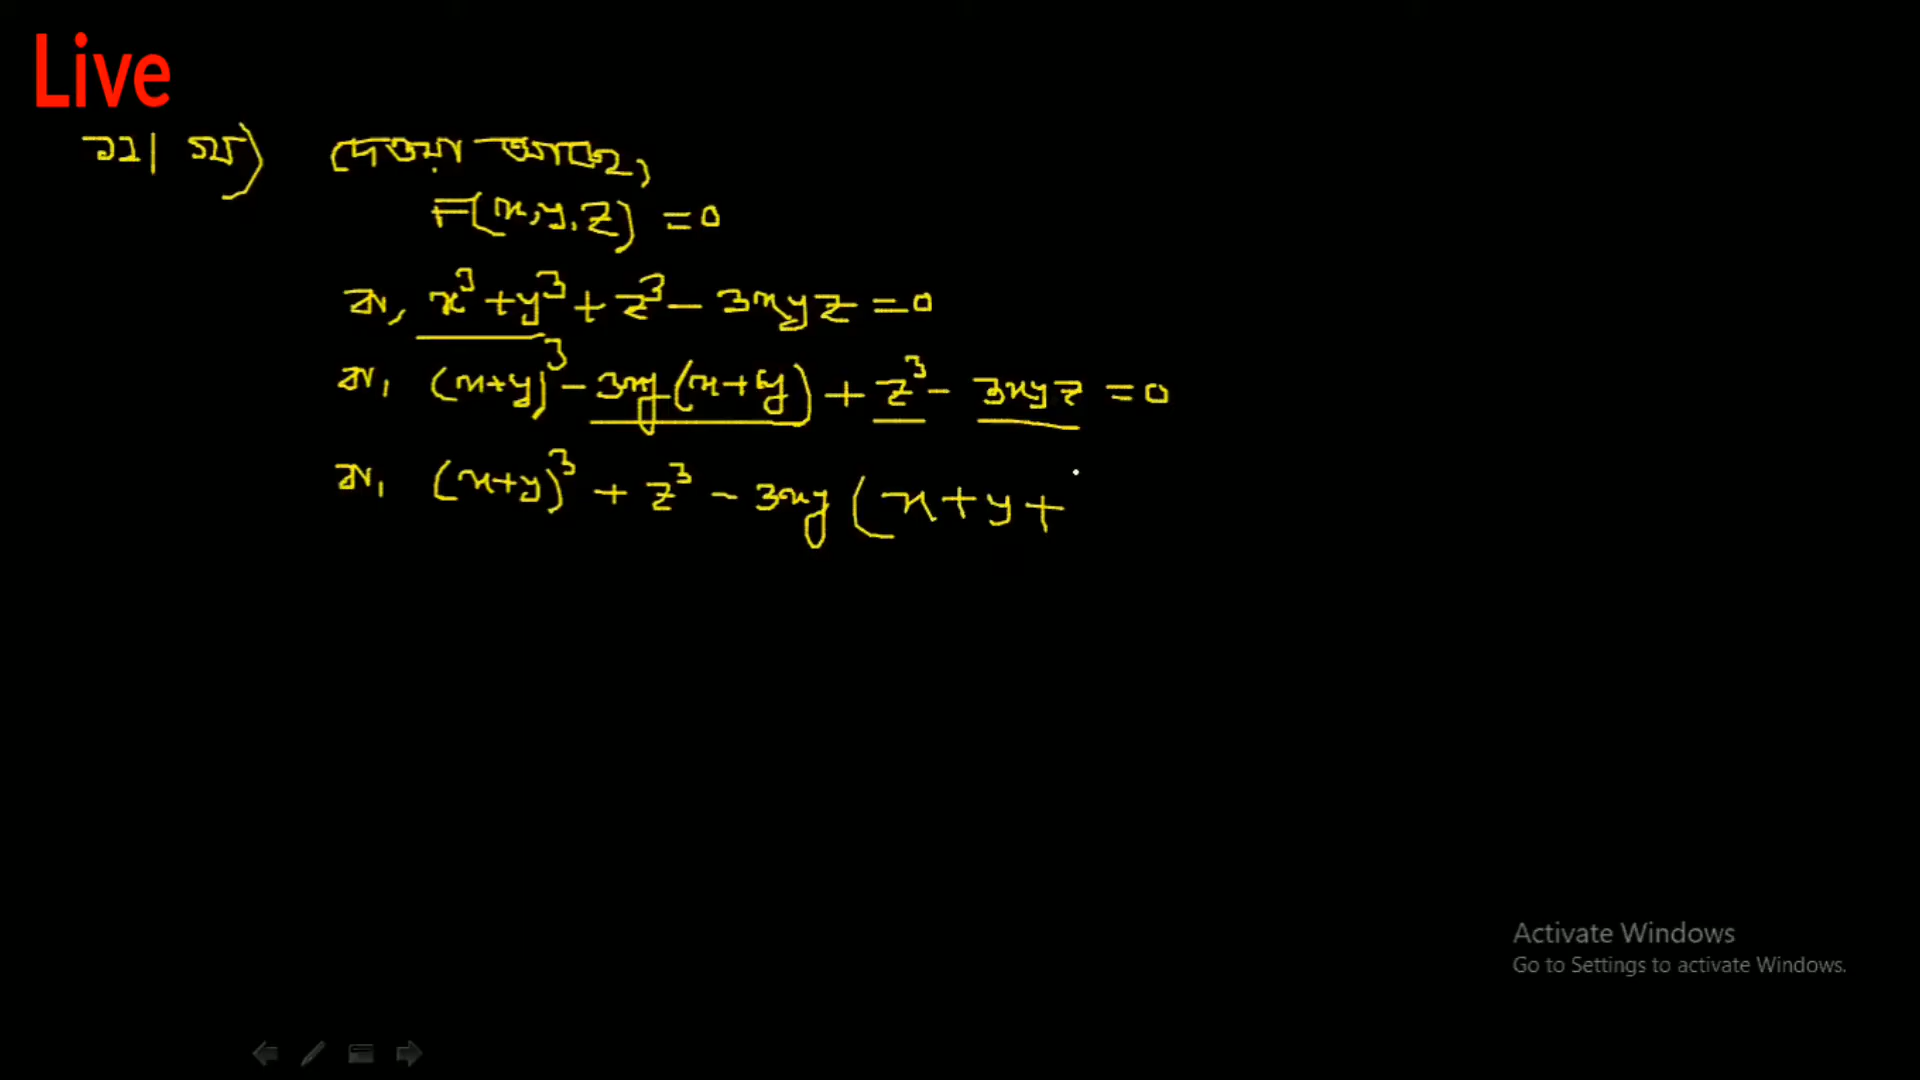 Live
১২। ঘ) দেওয়া আছে,
F(x,y,z) = 0
বা, x³ + y³ + z³ - 3xyz = 0
বা, (x+y)³ - 3xy(x+y) + z³ - 3xyz = 0
বা, (x+y)³ + z³ - 3xy(x+y+
Activate Windows
Go to Settings to activate Windows.